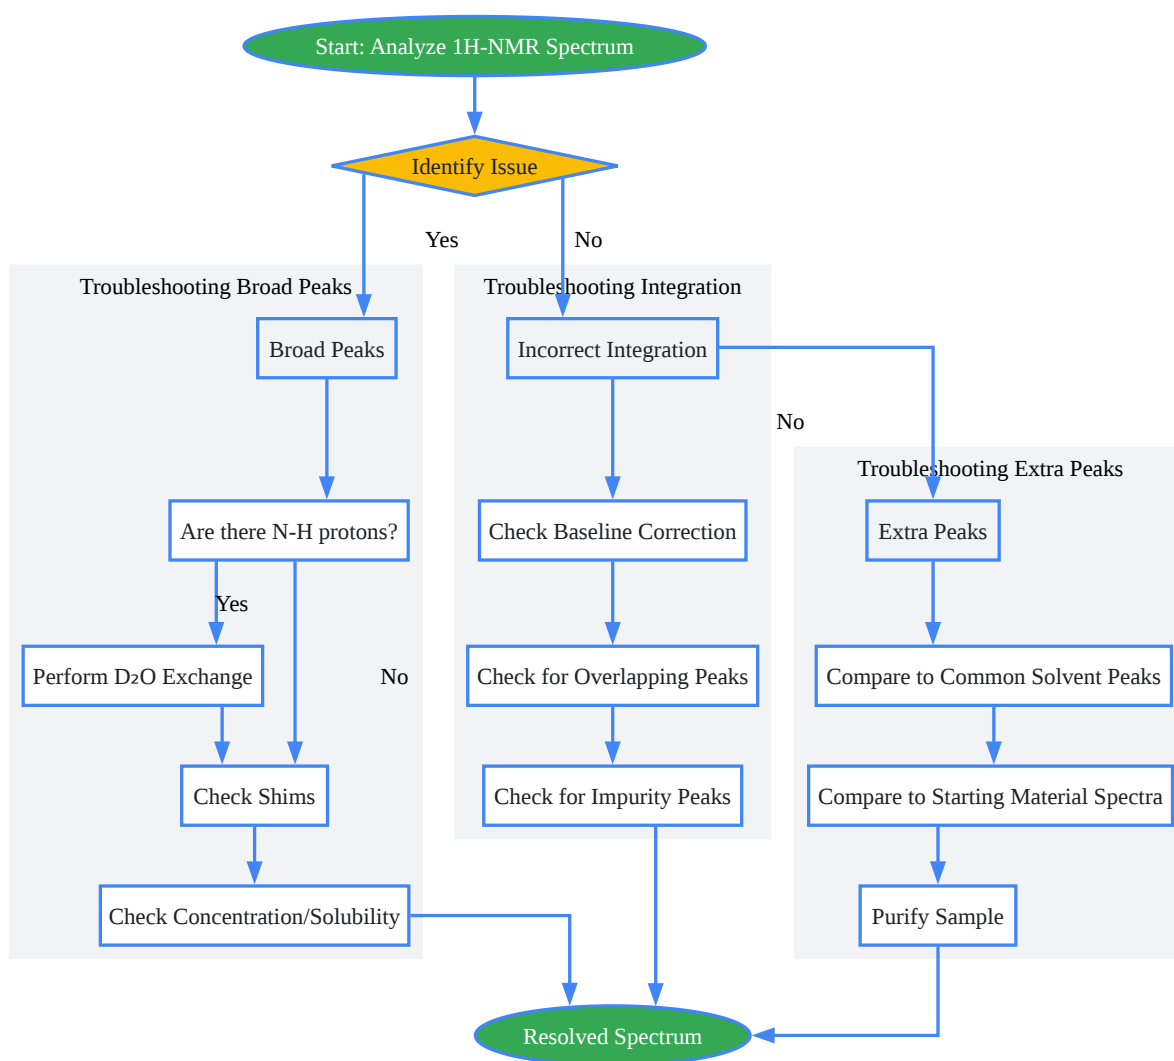 Start: Analyze 1H-NMR Spectrum
Identify Issue
Yes
No
Troubleshooting Broad Peaks
Troubleshooting Integration
Broad Peaks
Incorrect Integration
No
Troubleshooting Extra Peaks
Are there N-H protons?
Check Baseline Correction
Extra Peaks
Yes
Perform D₂O Exchange
No
Check for Overlapping Peaks
Compare to Common Solvent Peaks
Check Shims
Check for Impurity Peaks
Compare to Starting Material Spectra
Check Concentration/Solubility
Purify Sample
Resolved Spectrum